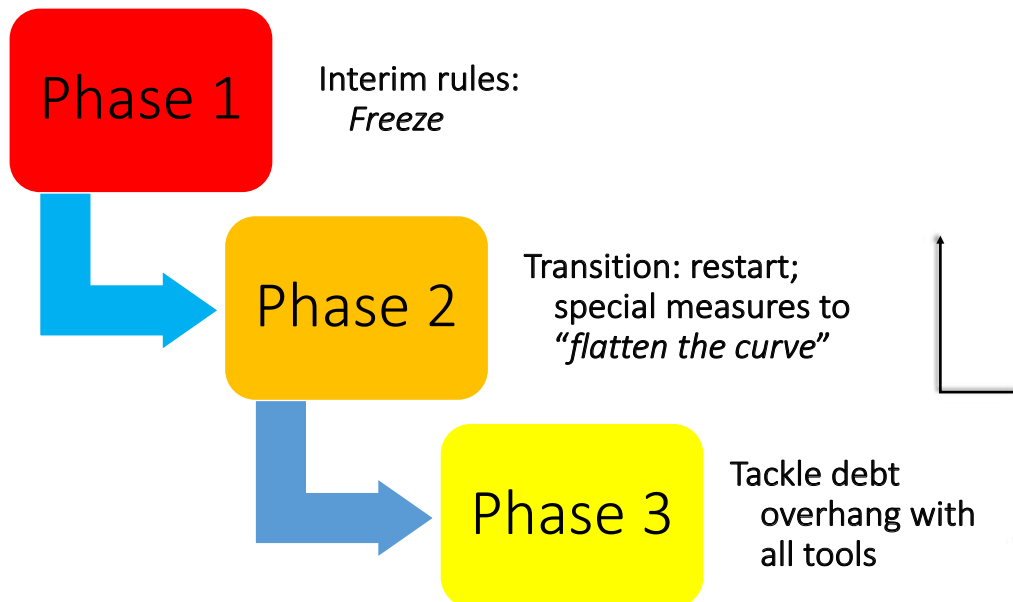 Phase 1
Interim rules:
Freeze
Phase 2
Transition: restart;
special measures to
“flatten the curve”
Phase 3
Tackle debt
overhang with
all tools